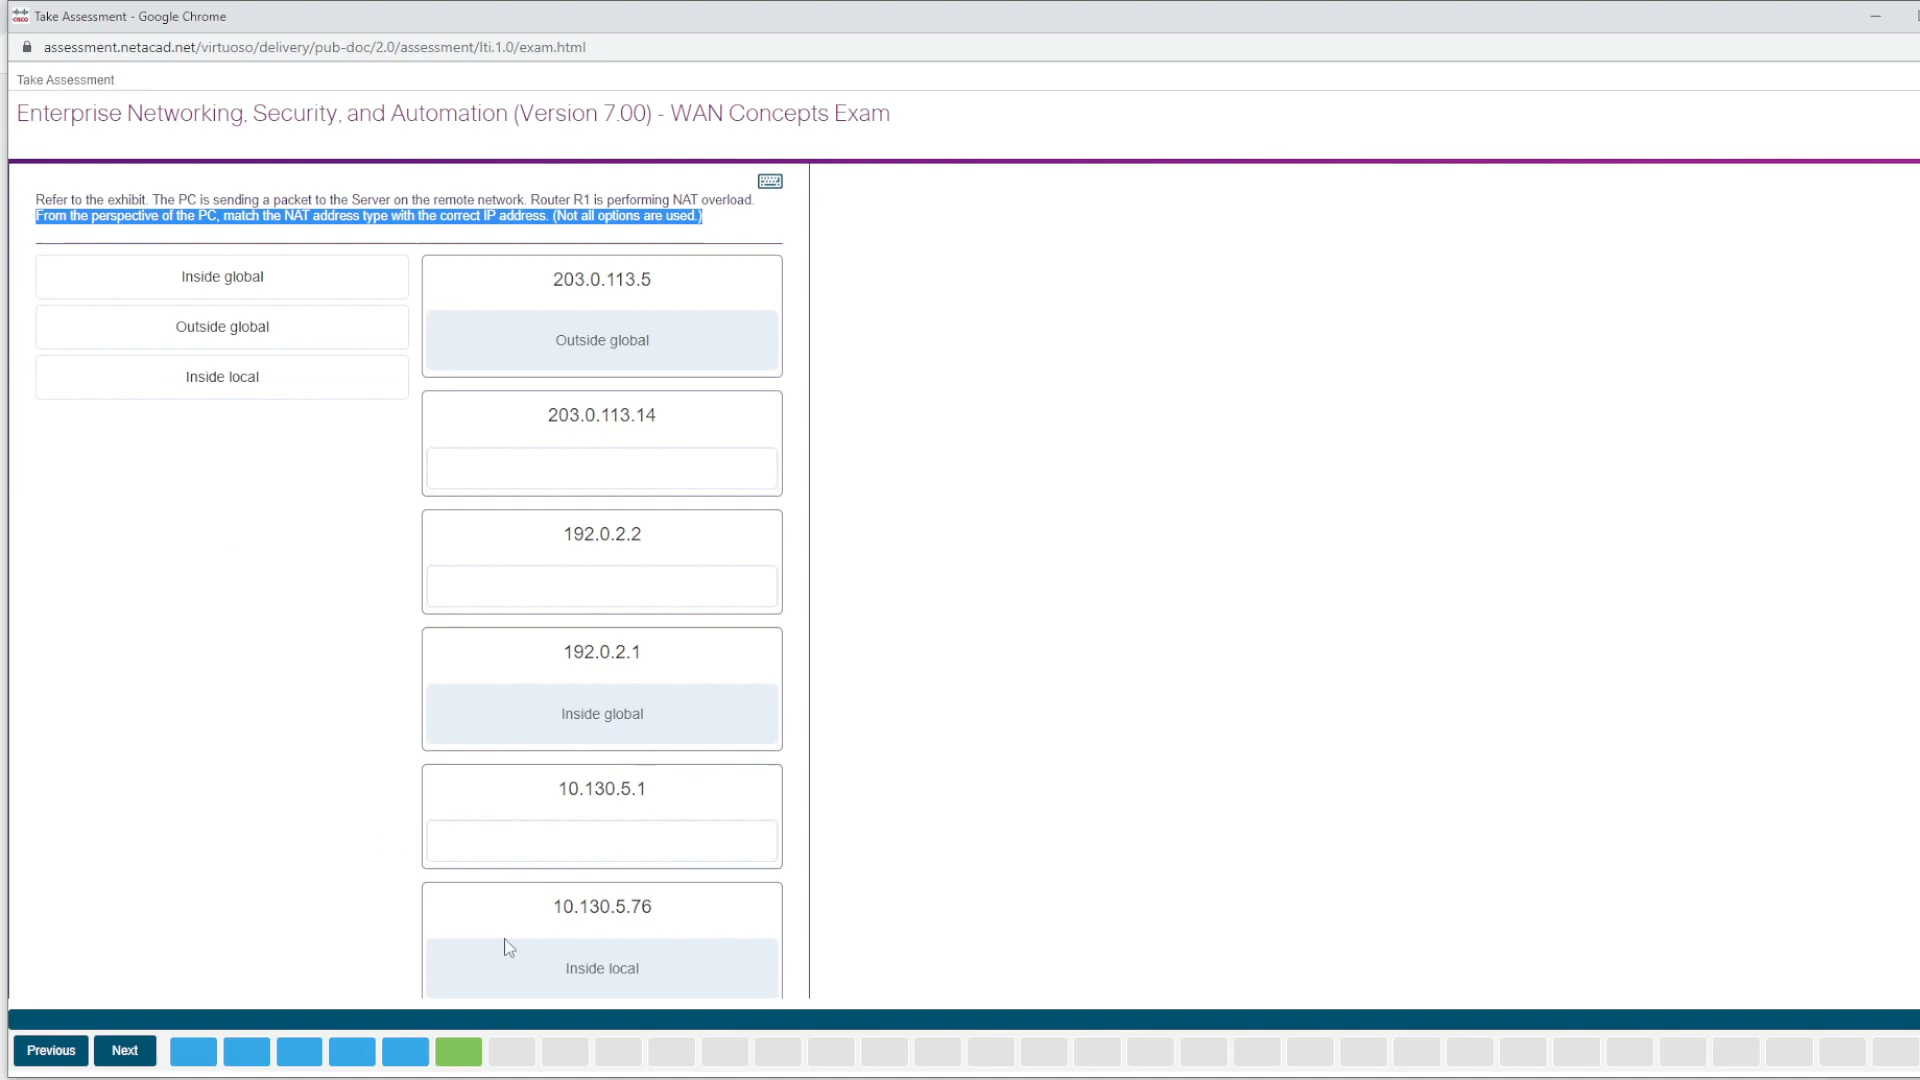 Take Assessment - Google Chrome
assessment.netacad.net/virtuoso/delivery/pub-doc/2.0/assessment/lti.1.0/exam.html
Take Assessment
Enterprise Networking, Security, and Automation (Version 7.00) - WAN Concepts Exam
Refer to the exhibit. The PC is sending a packet to the Server on the remote network. Router R1 is performing NAT overload.
From the perspective of the PC, match the NAT address type with the correct IP address. (Not all options are used.)
Inside global
Outside global
Inside local
203.0.113.5
Outside global
203.0.113.14
192.0.2.2
192.0.2.1
Inside global
10.130.5.1
10.130.5.76
Inside local
Previous
Next